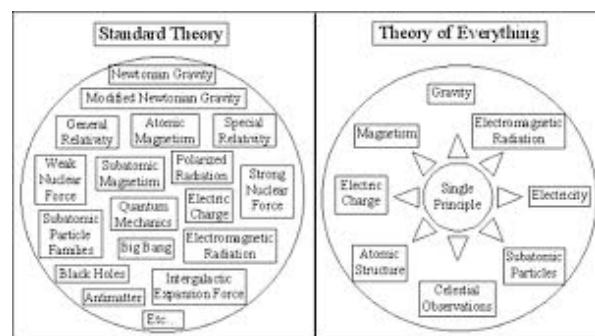 Standard Theory
Newtonian Gravity
Modified Newtonian Gravity
General
Relativity
Atomic
Magnetism
Special
Relativity
Weak
Nuclear
Force
Subatomic
Magnetism
Polarized
Radiation
Strong
Nuclear
Force
Quantum
Mechanics
Electric
Charge
Subatomic
Particle
Families
Big Bang
Electromagnetic
Radiation
Black Holes
Intergalactic
Expansion Force
Antimatter
Etc...
Theory of Everything
Gravity
Magnetism
Electromagnetic
Radiation
Electric
Charge
Single
Principle
Electricity
Atomic
Structure
Subatomic
Particles
Celestial
Observations